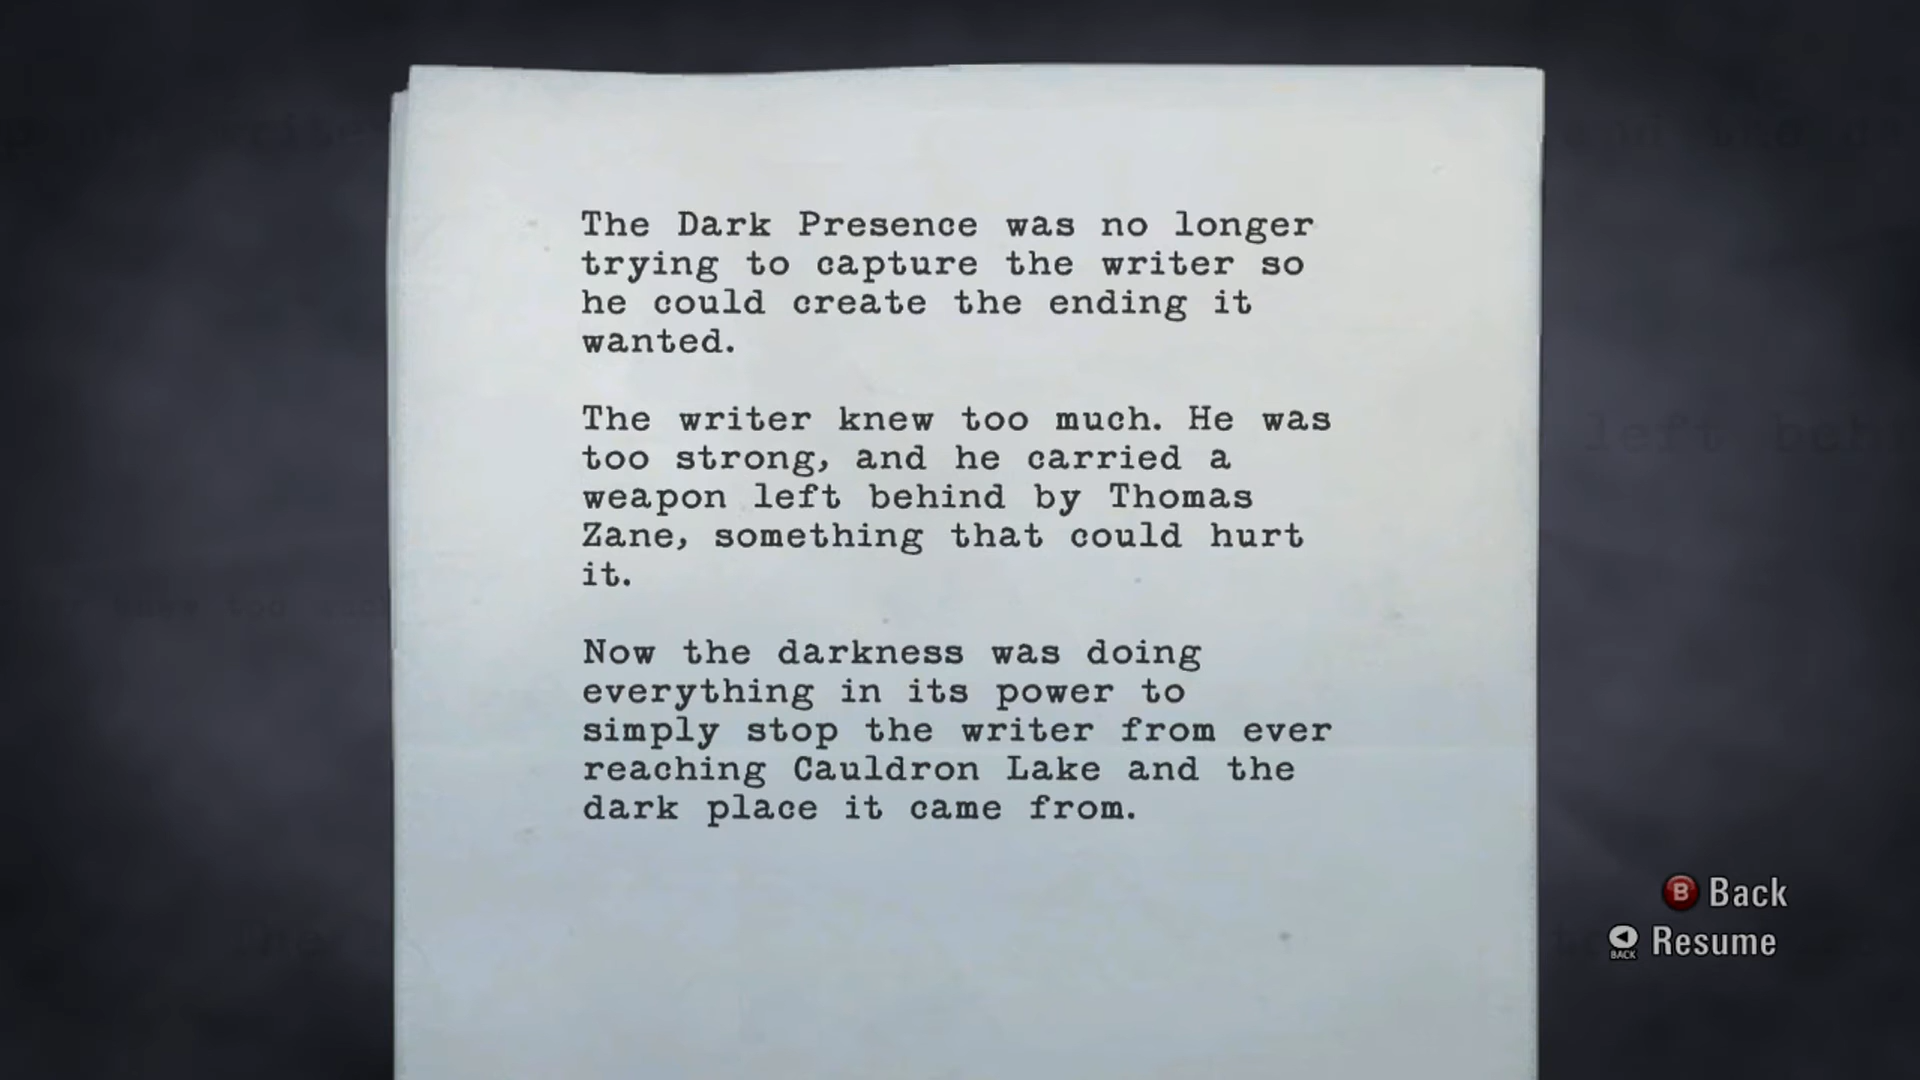 The Dark Presence was no longer
trying to capture the writer so
he could create the ending it
wanted.
The writer knew too much. He was
too strong, and he carried a
weapon left behind by Thomas
Zane, something that could hurt
it.
Now the darkness was doing
everything in its power to
simply stop the writer from ever
reaching Cauldron Lake and the
dark place it came from.
left
B Back
BACK Resume